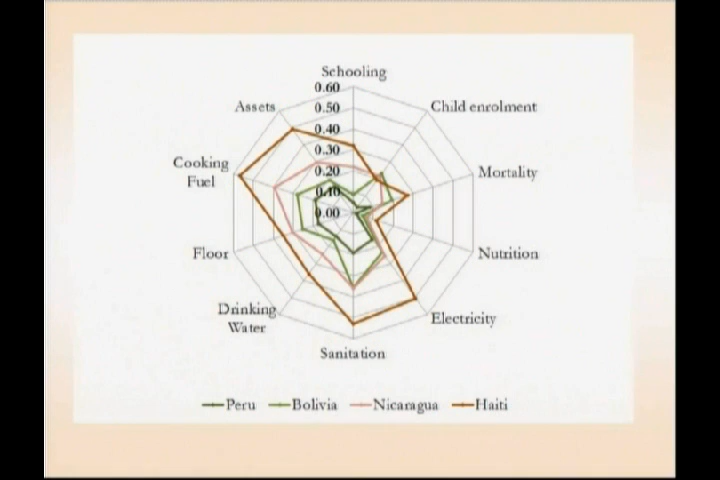 Schooling
0.60
Assets
0.50
Child enrolment
0.40
0.30
Cooking
Fuel
0.20
Mortality
0.10
0.00
Floor
Nutrition
Drinking
Water
Electricity
Sanitation
Peru Bolivia Nicaragua Haiti